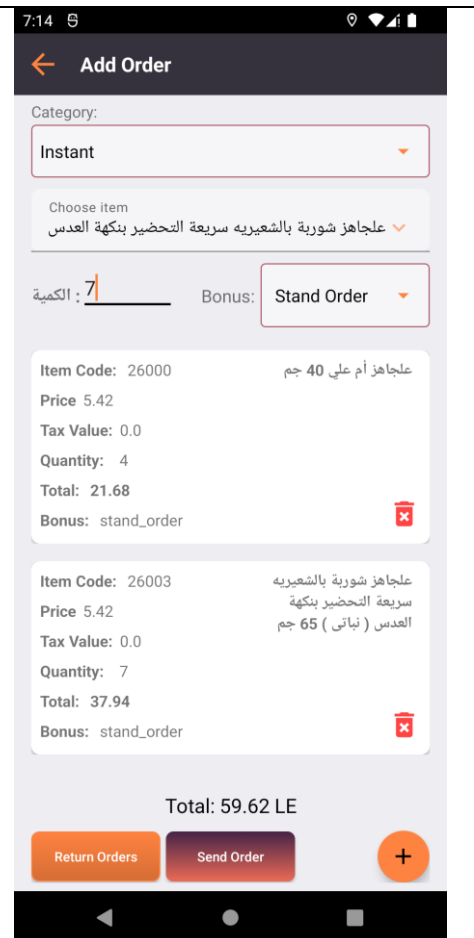 7:14
Add Order
Category:
Instant
Choose item
علجاهز شوربة بالشعيريه سريعة التحضير بنكهة العدس
الكمية : 7
Bonus: Stand Order
Item Code: 26000
علجاهز أم علي 40 جم
Price 5.42
Tax Value: 0.0
Quantity: 4
Total: 21.68
Bonus: stand_order
Item Code: 26003
علجاهز شوربة بالشعيريه
سريعة التحضير بنكهة
العدس ( نباتى ) 65 جم
Price 5.42
Tax Value: 0.0
Quantity: 7
Total: 37.94
Bonus: stand_order
Total: 59.62 LE
Return Orders
Send Order
+